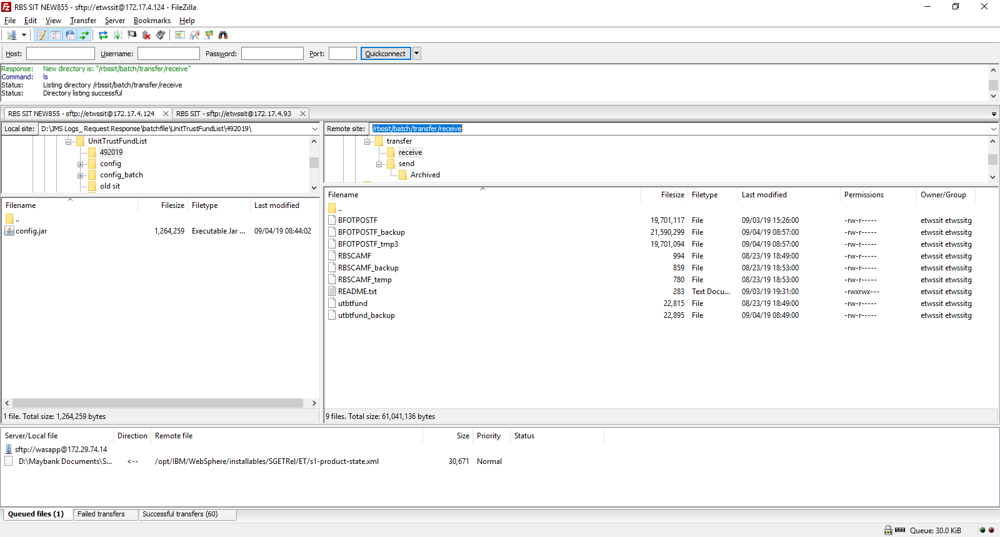 RBS SIT NEW855 - sftp://etwssit@172.17.4.124 - FileZilla
File Edit View Transfer Server Bookmarks Help
Host: Username: Password: Port: Quickconnect
Response: New directory is: "/rbssit/batch/transfer/receive"
Command: ls
Status: Listing directory /rbssit/batch/transfer/receive
Status: Directory listing successful
RBS SIT NEW855 - sftp://etwssit@172.17.4.124 RBS SIT - sftp://etwssit@172.17.4.93
Local site: D:\JMS Logs_ Request Response\batchfile\UnitTrustFundList\492019\
UnitTrustFundList
492019
config
config_batch
old sit
Filename Filesize Filetype Last modified
..
config.jar 1,264,259 Executable Jar ... 09/04/19 08:44:02
1 file. Total size: 1,264,259 bytes
Remote site: /rbssit/batch/transfer/receive
transfer
receive
send
Archived
Filename Filesize Filetype Last modified Permissions Owner/Group
..
BFOTPOSTF 19,701,117 File 09/03/19 15:26:00 -rw-r----- etwssit etwssitg
BFOTPOSTF_backup 21,590,299 File 09/04/19 08:57:00 -rw-r----- etwssit etwssitg
BFOTPOSTF_tmp3 19,701,094 File 09/04/19 08:57:00 -rw-r----- etwssit etwssitg
RBSCAMF 994 File 08/23/19 18:49:00 -rw-r----- etwssit etwssitg
RBSCAMF_backup 859 File 08/23/19 18:53:00 -rw-r----- etwssit etwssitg
RBSCAMF_temp 780 File 08/23/19 18:53:00 -rw-r----- etwssit etwssitg
README.txt 283 Text Docu... 09/03/19 19:31:00 -rwxrwx--- etwssit etwssitg
utbtfund 22,815 File 08/23/19 18:49:00 -rw-r----- etwssit etwssitg
utbtfund_backup 22,895 File 09/04/19 08:49:00 -rw-r----- etwssit etwssitg
9 files. Total size: 61,041,136 bytes
Server/Local file Direction Remote file Size Priority Status
sftp://wasapp@172.29.74.14
D:\Maybank Documents\S... <-- /opt/IBM/WebSphere/installables/SGETRel/ET/s1-product-state.xml 30,671 Normal
Queued files (1) Failed transfers Successful transfers (60)
Queue: 30.0 KiB